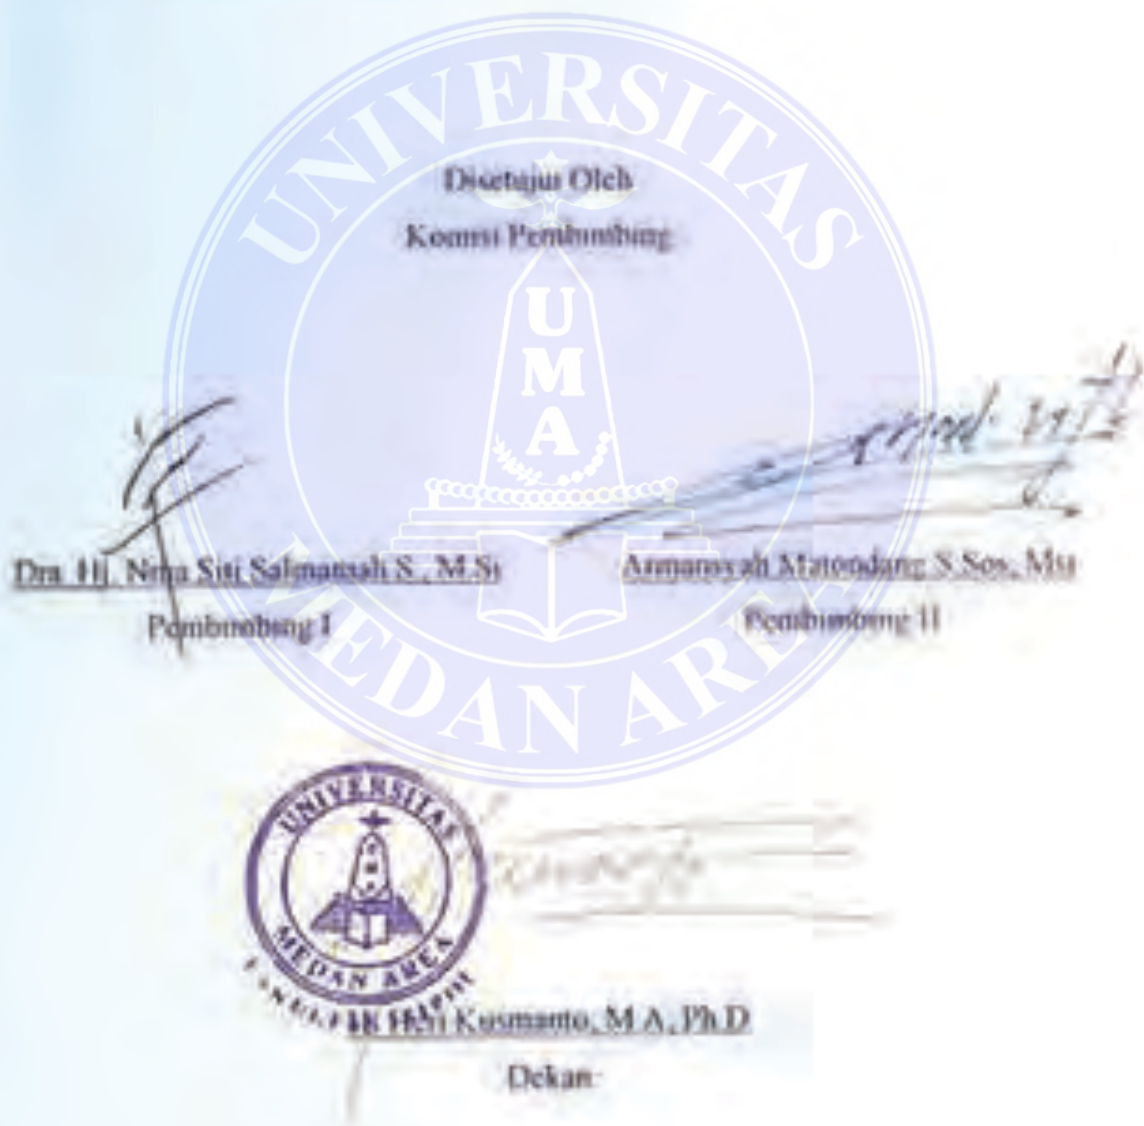 UNIVERSITAS
MEDAN AREA
UMA
Disetujui Oleh
Komisi Pembimbing
Dra. Hj. Nina Siti Salmaniah S., M.Si
Armansyah Matondang S.Sos, Msi
Pembimbing I
Pembimbing II
UNIVERSITAS
MEDAN AREA
Heri Kusmanto, M.A, Ph.D
Dekan